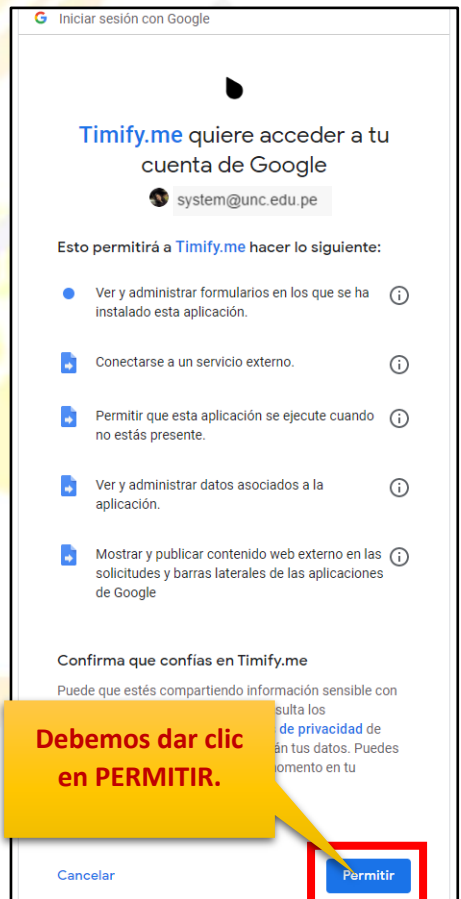 Iniciar sesión con Google
Timify.me quiere acceder a tu
cuenta de Google
system@unc.edu.pe
Esto permitirá a Timify.me hacer lo siguiente:
Ver y administrar formularios en los que se ha
instalado esta aplicación.
Conectarse a un servicio externo.
Permitir que esta aplicación se ejecute cuando
no estás presente.
Ver y administrar datos asociados a la
aplicación.
Mostrar y publicar contenido web externo en las
solicitudes y barras laterales de las aplicaciones
de Google
Confirma que confías en Timify.me
Puede que estés compartiendo información sensible con
de privacidad de
tus datos. Puedes
en tu
Debemos dar clic
en PERMITIR.
Cancelar
Permitir